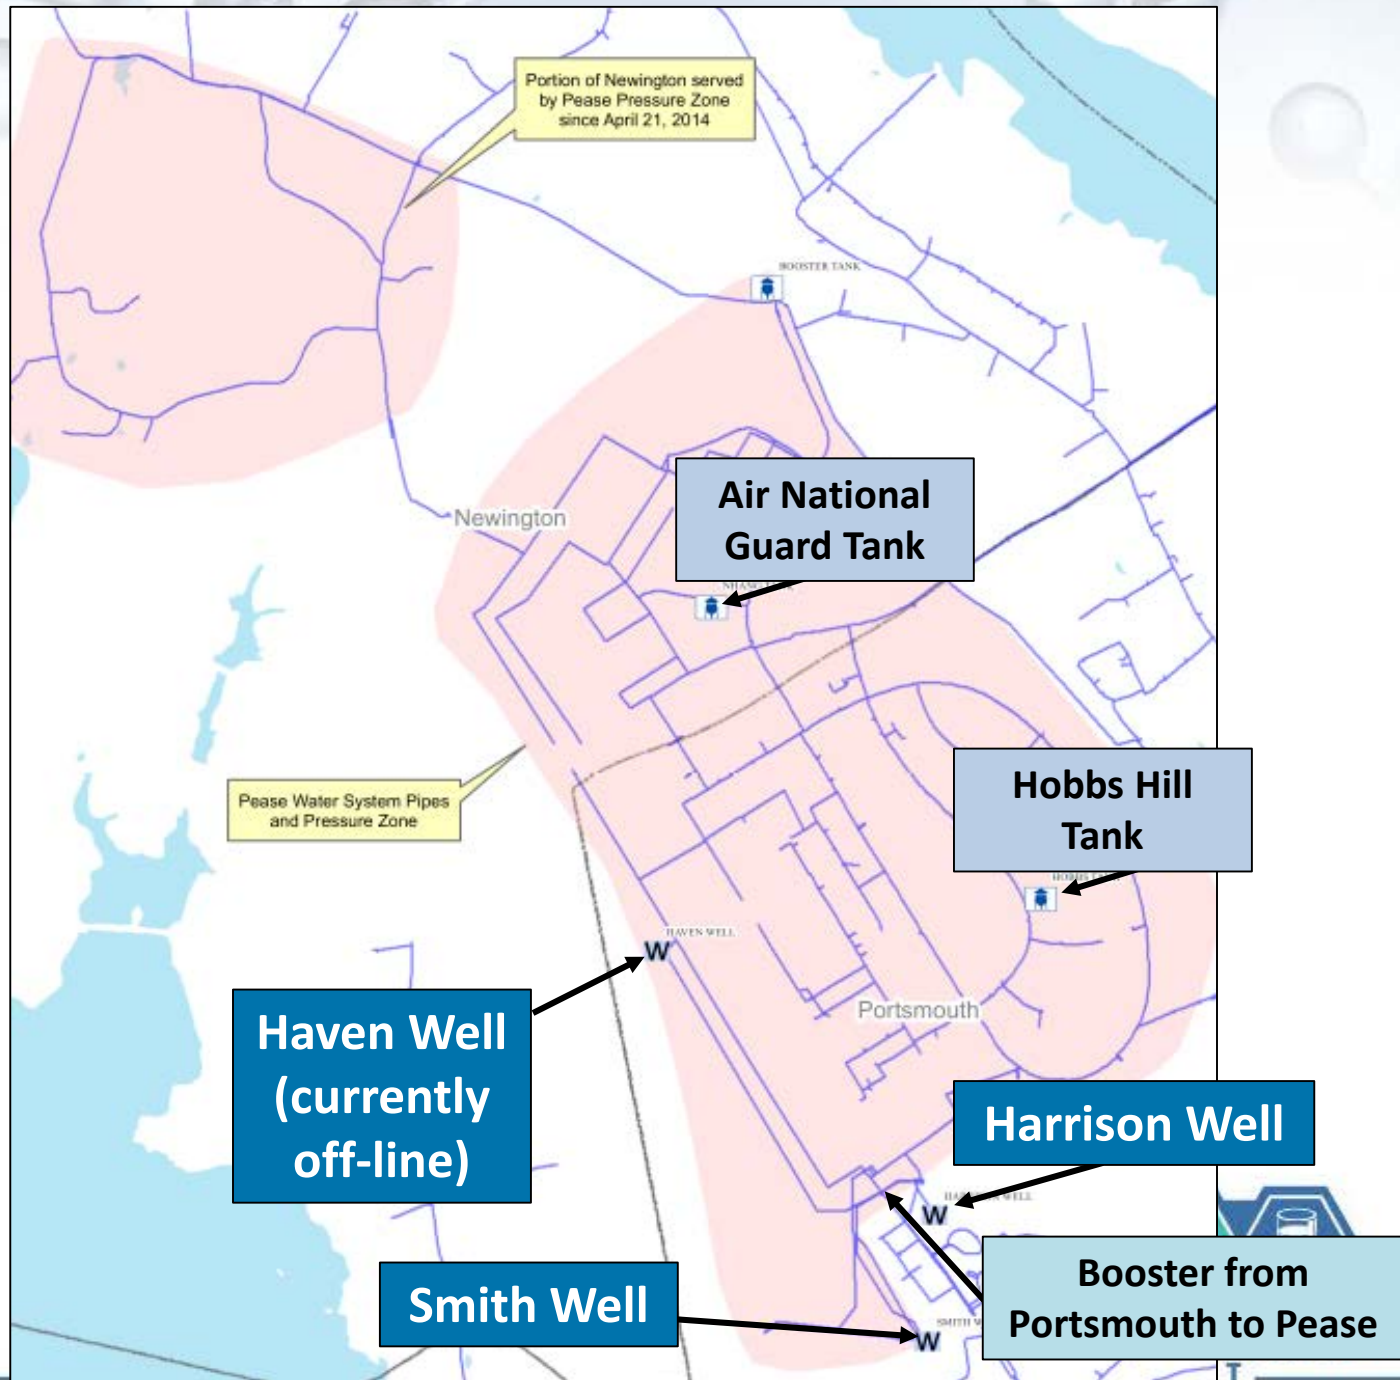 Portion of Newington served
by Pease Pressure Zone
since April 21, 2014
BOOSTER TANK
Air National
Guard Tank
Newington
Pease Water System Pipes
and Pressure Zone
Hobbs Hill
Tank
W
HAVEN WELL
Haven Well
(currently
off-line)
Portsmouth
Harrison Well
W
WELL
Booster from
Portsmouth to Pease
Smith Well
SMITH
W